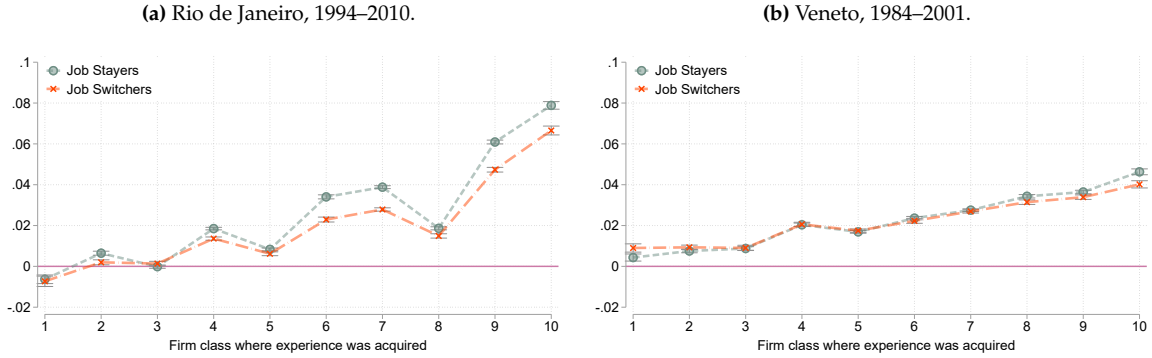 (a) Rio de Janeiro, 1994–2010.
.1
.08
.06
.04
.02
0
-.02
Job Stayers
Job Switchers
1 2 3 4 5 6 7 8 9 10
Firm class where experience was acquired
(b) Veneto, 1984–2001.
.1
.08
.06
.04
.02
0
-.02
Job Stayers
Job Switchers
1 2 3 4 5 6 7 8 9 10
Firm class where experience was acquired